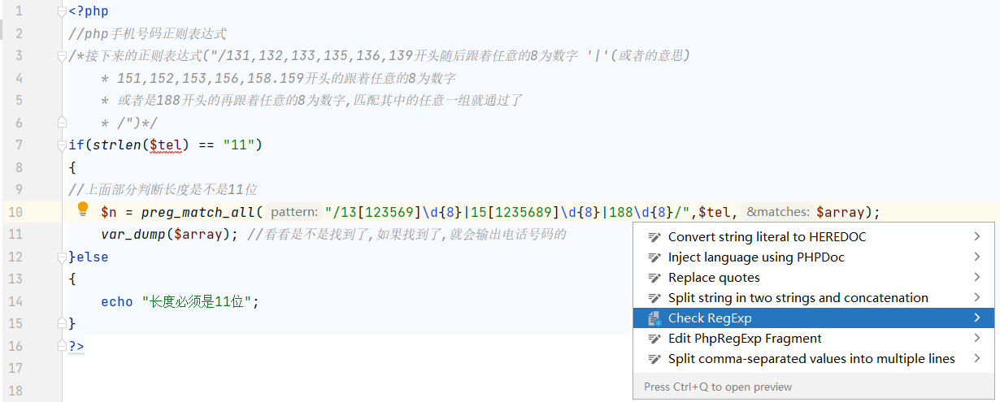 1 <?php
2 //php手机号码正则表达式
3 /*接下来的正则表达式("/131,132,133,135,136,139开头随后跟着任意的8为数字 '|'(或者的意思)
4 * 151,152,153,156,158.159开头的跟着任意的8为数字
5 * 或者是188开头的再跟着任意的8为数字,匹配其中的任意一组就通过了
6 * /")*/
7 if(strlen($tel) == "11")
8 {
9 //上面部分判断长度是不是11位
10 $n = preg_match_all( pattern: "/13[123569]\d{8}|15[1235689]\d{8}|188\d{8}/",$tel, &matches: $array);
11 var_dump($array); //看看是不是找到了,如果找到了,就会输出电话号码的
12 }else
13 {
14 echo "长度必须是11位";
15 }
16 ?>
17
18
Convert string literal to HEREDOC
Inject language using PHPDoc
Replace quotes
Split string in two strings and concatenation
Check RegExp
Edit PhpRegExp Fragment
Split comma-separated values into multiple lines
Press Ctrl+Q to open preview